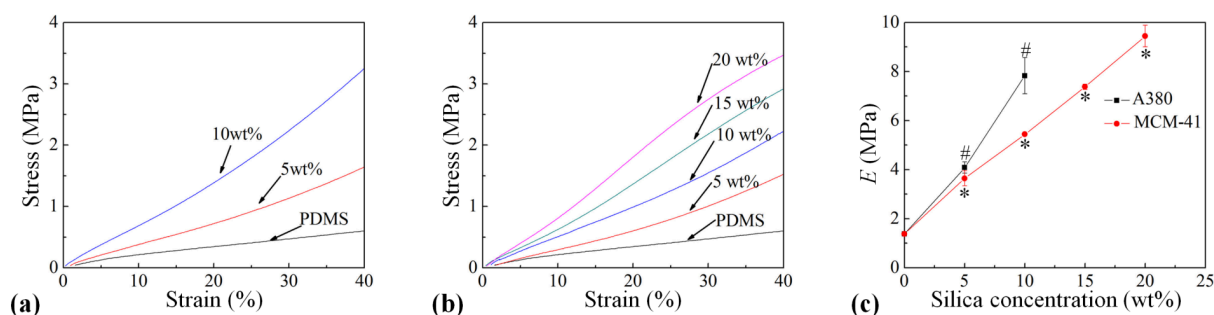 4
3
2
1
0
Stress (MPa)
10wt%
5wt%
PDMS
0
10
20
30
40
Strain (%)
(a)
4
3
2
1
0
Stress (MPa)
20 wt%
15 wt%
10 wt%
5 wt%
PDMS
0
10
20
30
40
Strain (%)
(b)
10
8
6
4
2
0
E (MPa)
#
#
*
*
*
*
A380
MCM-41
0
5
10
15
20
Silica concentration (wt%)
(c)